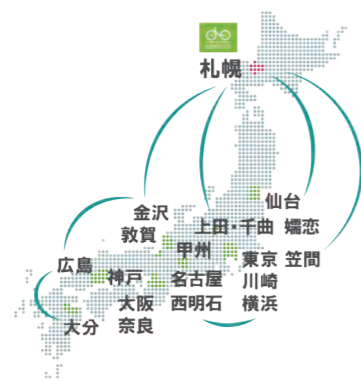 札幌
仙台
金沢
上田・千曲
嬬恋
敦賀
甲州
東京
笠間
広島
神戸
名古屋
川崎
大阪
西明石
横浜
大分
奈良